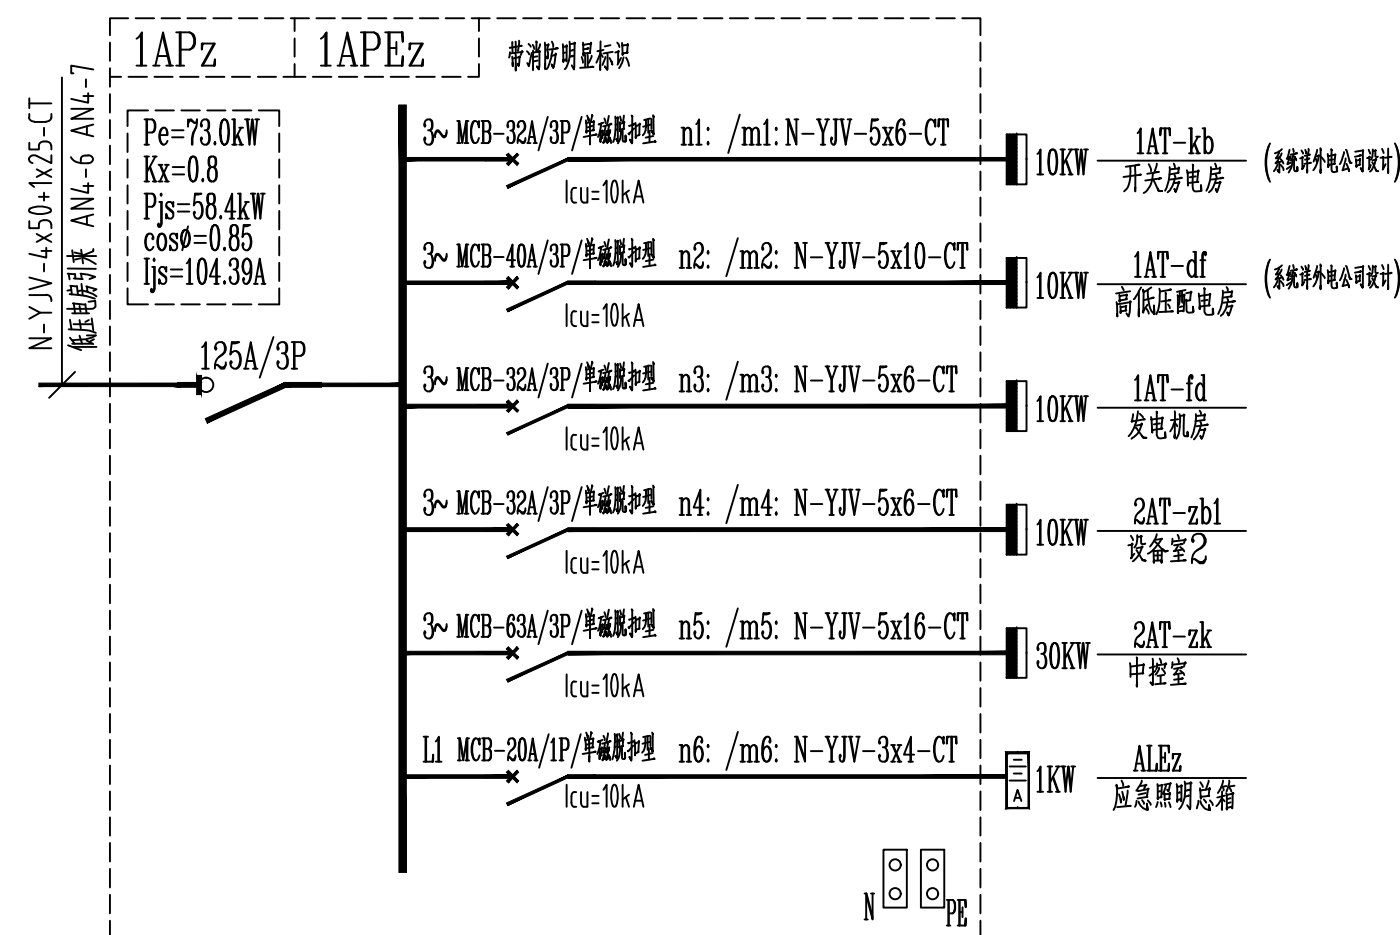 1APz
1APEz
带消防明显标识
N-YJV-4x50+1x25-CT
低压电房引来 AN4-6 AN4-7
Pe=73.0kW
Kx=0.8
Pjs=58.4kW
cosø=0.85
Ijs=104.39A
125A/3P
3~ MCB-32A/3P/单磁脱扣型 n1: /m1: N-YJV-5x6-CT
Icu=10kA
10KW
1AT-kb
开关房电房
(系统详外电公司设计)
3~ MCB-40A/3P/单磁脱扣型 n2: /m2: N-YJV-5x10-CT
Icu=10kA
10KW
1AT-df
高低压配电房
(系统详外电公司设计)
3~ MCB-32A/3P/单磁脱扣型 n3: /m3: N-YJV-5x6-CT
Icu=10kA
10KW
1AT-fd
发电机房
3~ MCB-32A/3P/单磁脱扣型 n4: /m4: N-YJV-5x6-CT
Icu=10kA
10KW
2AT-zb1
设备室2
3~ MCB-63A/3P/单磁脱扣型 n5: /m5: N-YJV-5x16-CT
Icu=10kA
30KW
2AT-zk
中控室
L1 MCB-20A/1P/单磁脱扣型 n6: /m6: N-YJV-3x4-CT
Icu=10kA
A
1KW
ALEz
应急照明总箱
N
PE